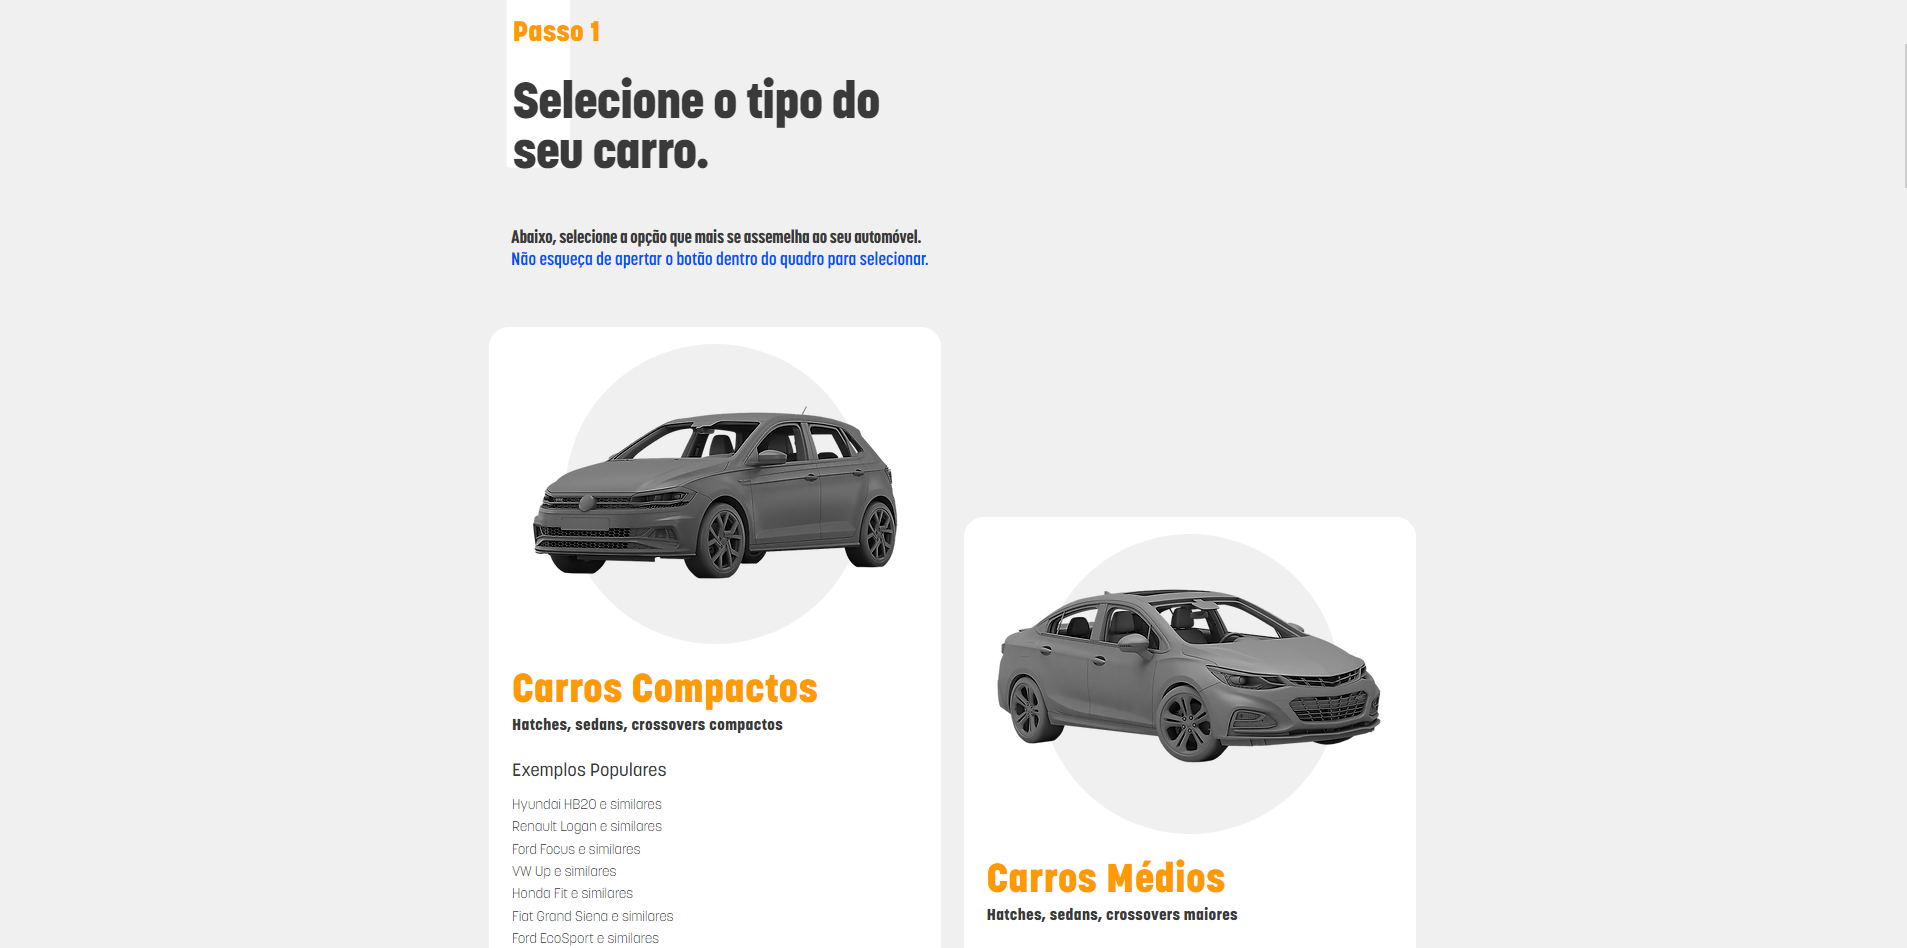 Passo 1
Selecione o tipo do
seu carro.
Abaixo, selecione a opção que mais se assemelha ao seu automóvel.
Não esqueça de apertar o botão dentro do quadro para selecionar.
Carros Compactos
Hatches, sedans, crossovers compactos
Exemplos Populares
Hyundai HB20 e similares
Renault Logan e similares
Ford Focus e similares
VW Up e similares
Honda Fit e similares
Fiat Grand Siena e similares
Ford EcoSport e similares
Carros Médios
Hatches, sedans, crossovers maiores